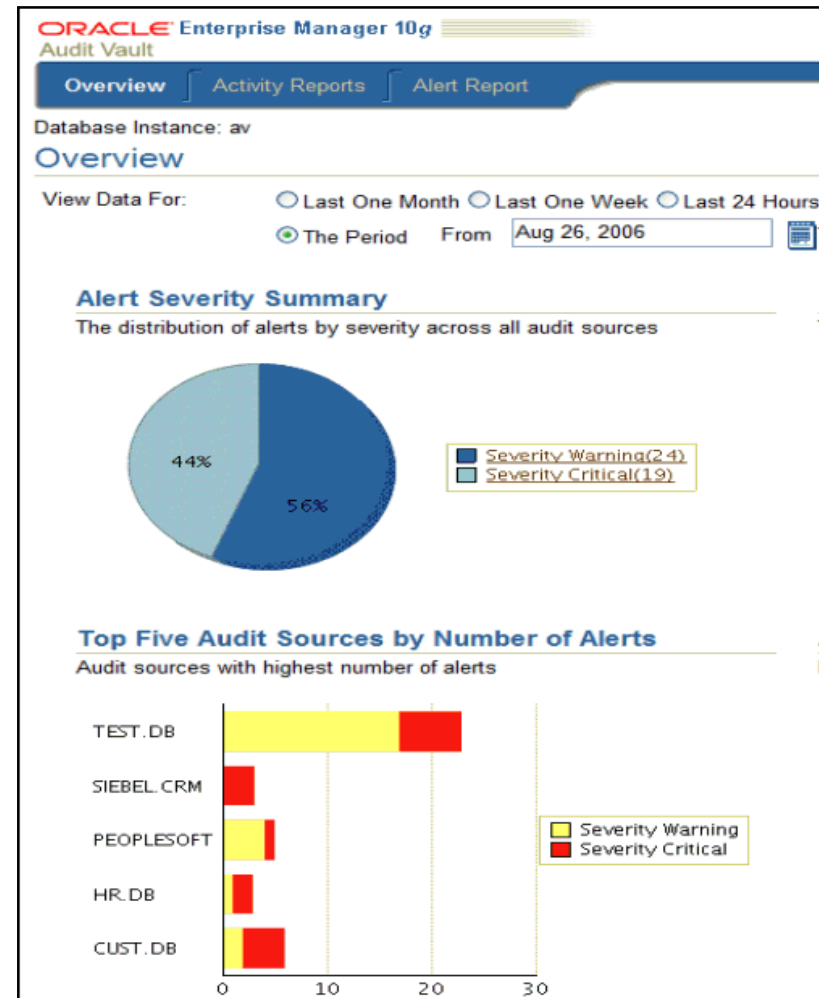 ORACLE Enterprise Manager 10g
Audit Vault
Overview Activity Reports Alert Report
Database Instance: av
Overview
View Data For: Last One Month Last One Week Last 24 Hours
The Period From Aug 26, 2006
Alert Severity Summary
The distribution of alerts by severity across all audit sources
44%
56%
Severity Warning(24)
Severity Critical(19)
Top Five Audit Sources by Number of Alerts
Audit sources with highest number of alerts
TEST.DB
SIEBEL.CRM
PEOPLESOFT
HR.DB
CUST.DB
Severity Warning
Severity Critical
0 10 20 30